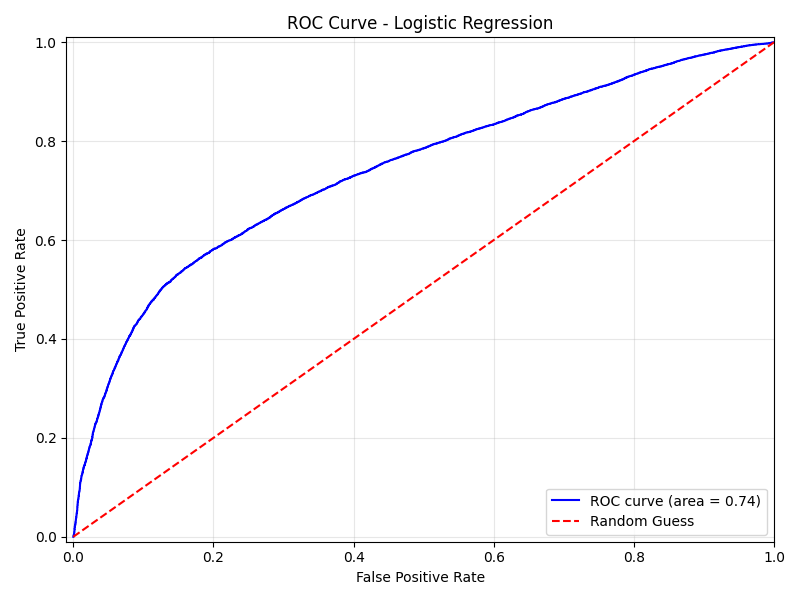 ROC Curve - Logistic Regression
1.0
0.8
0.6
0.4
0.2
0.0
True Positive Rate
0.0 0.2 0.4 0.6 0.8 1.0
False Positive Rate
ROC curve (area = 0.74)
Random Guess